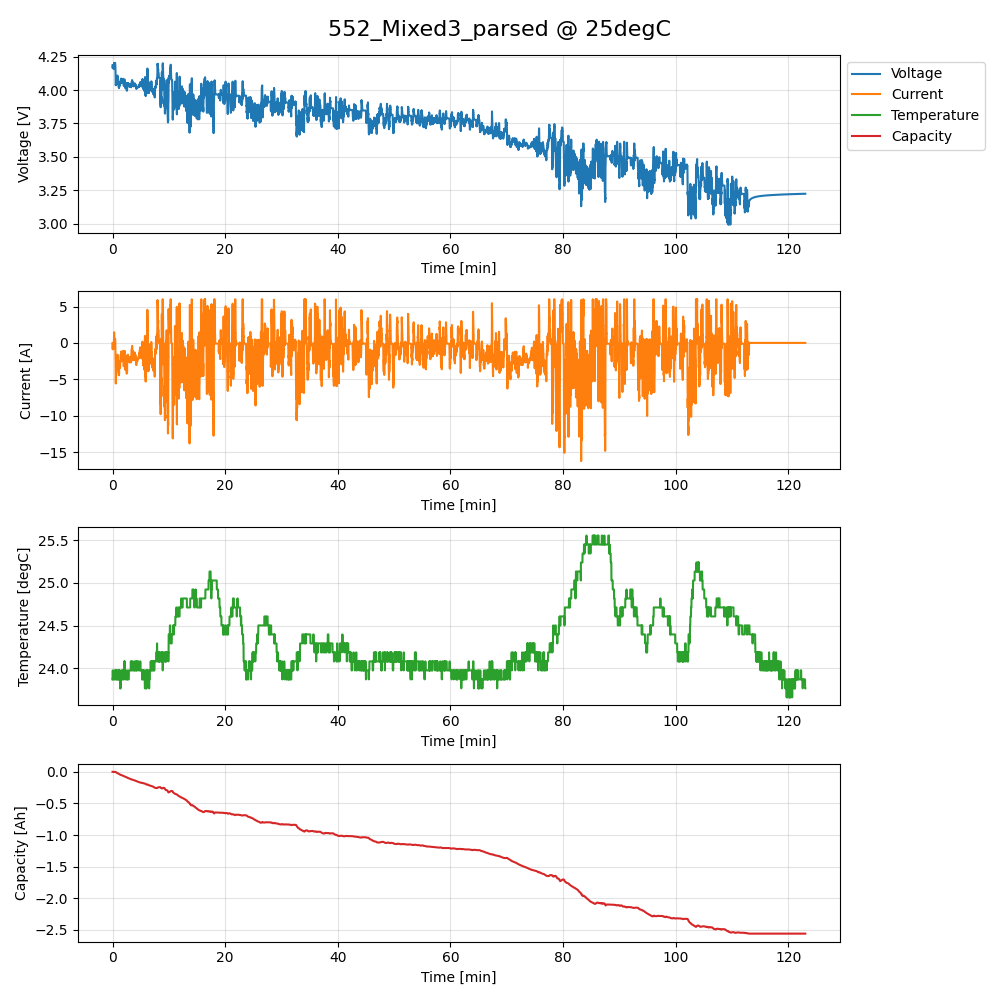 552_Mixed3_parsed @ 25degC
Voltage [V]
4.25
4.00
3.75
3.50
3.25
3.00
0 20 40 60 80 100 120
Time [min]
Voltage
Current
Temperature
Capacity
Current [A]
5
0
−5
−10
−15
0 20 40 60 80 100 120
Time [min]
Temperature [degC]
25.5
25.0
24.5
24.0
0 20 40 60 80 100 120
Time [min]
Capacity [Ah]
0.0
−0.5
−1.0
−1.5
−2.0
−2.5
0 20 40 60 80 100 120
Time [min]